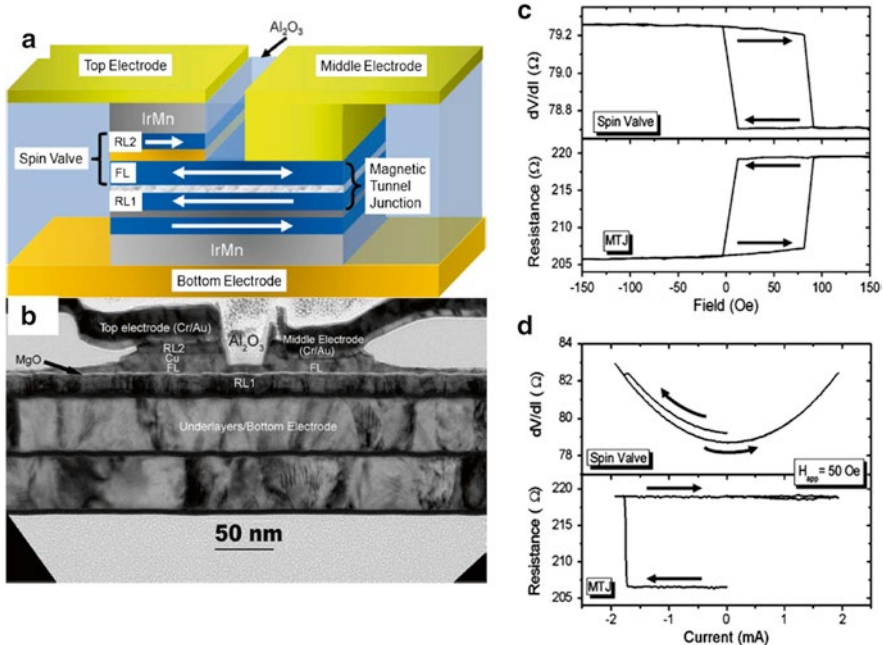 a
Al₂O₃
Top Electrode
Middle Electrode
IrMn
RL2
Spin Valve
FL
RL1
Magnetic
Tunnel
Junction
IrMn
Bottom Electrode
b
Top electrode (Cr/Au)
Al₂O₃
Middle Electrode
(Cr/Au)
RL2
Cu
FL
FL
MgO
RL1
Underlayers/Bottom Electrode
50 nm
c
dV/dI (Ω)
79.2
79.0
78.8
Spin Valve
Resistance (Ω)
220
215
210
205
MTJ
-150 -100 -50 0 50 100 150
Field (Oe)
d
dV/dI (Ω)
84
82
80
78
Spin Valve
H_app = 50 Oe
Resistance (Ω)
220
215
210
205
MTJ
-2 -1 0 1 2
Current (mA)